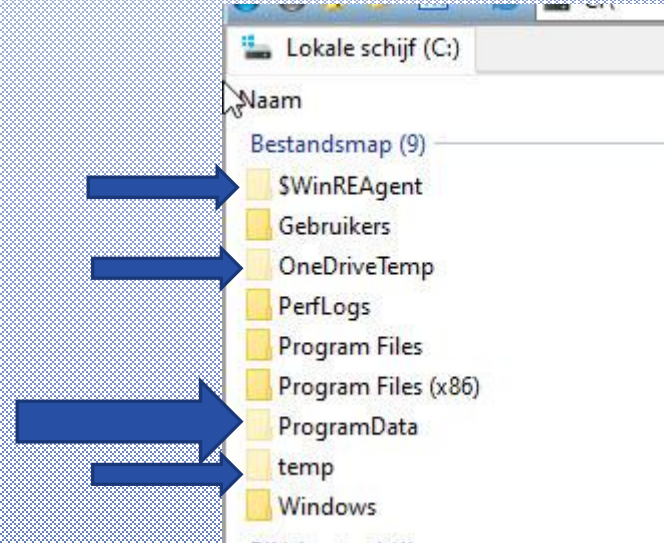 Lokale schijf (C:)
Naam
Bestandsmap (9)
$WinREAgent
Gebruikers
OneDriveTemp
PerfLogs
Program Files
Program Files (x86)
ProgramData
temp
Windows